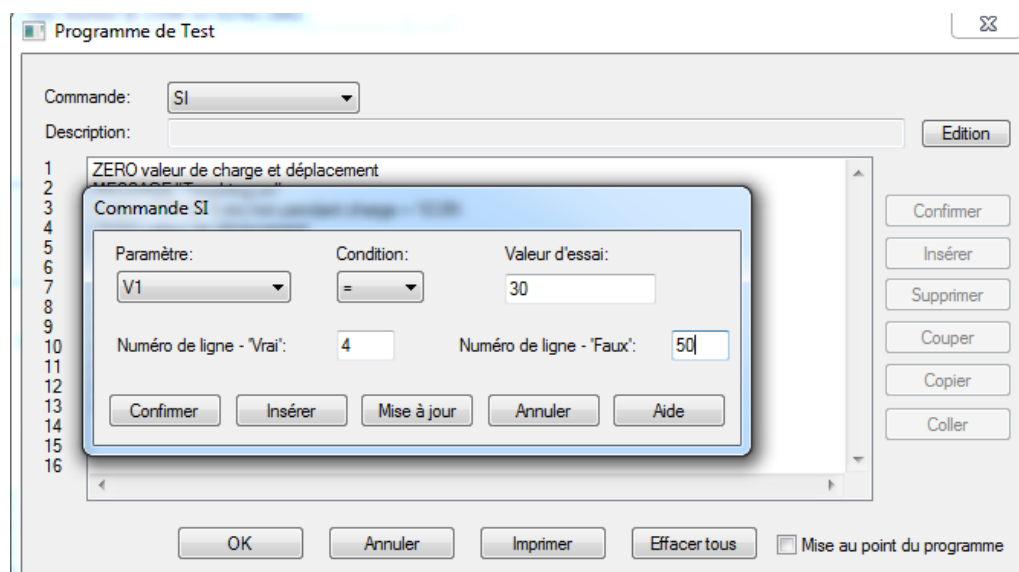 Programme de Test
Commande: SI
Description: Edition
1 ZERO valeur de charge et déplacement
2
3
4
5
6
7
8
9
10
11
12
13
14
15
16
Commande SI
Paramètre: Condition: Valeur d'essai:
V1 = 30
Numéro de ligne - 'Vrai': 4 Numéro de ligne - 'Faux': 50
Confirmer Insérer Mise à jour Annuler Aide
Confirmer
Insérer
Supprimer
Couper
Copier
Coller
OK Annuler Imprimer Effacer tous Mise au point du programme